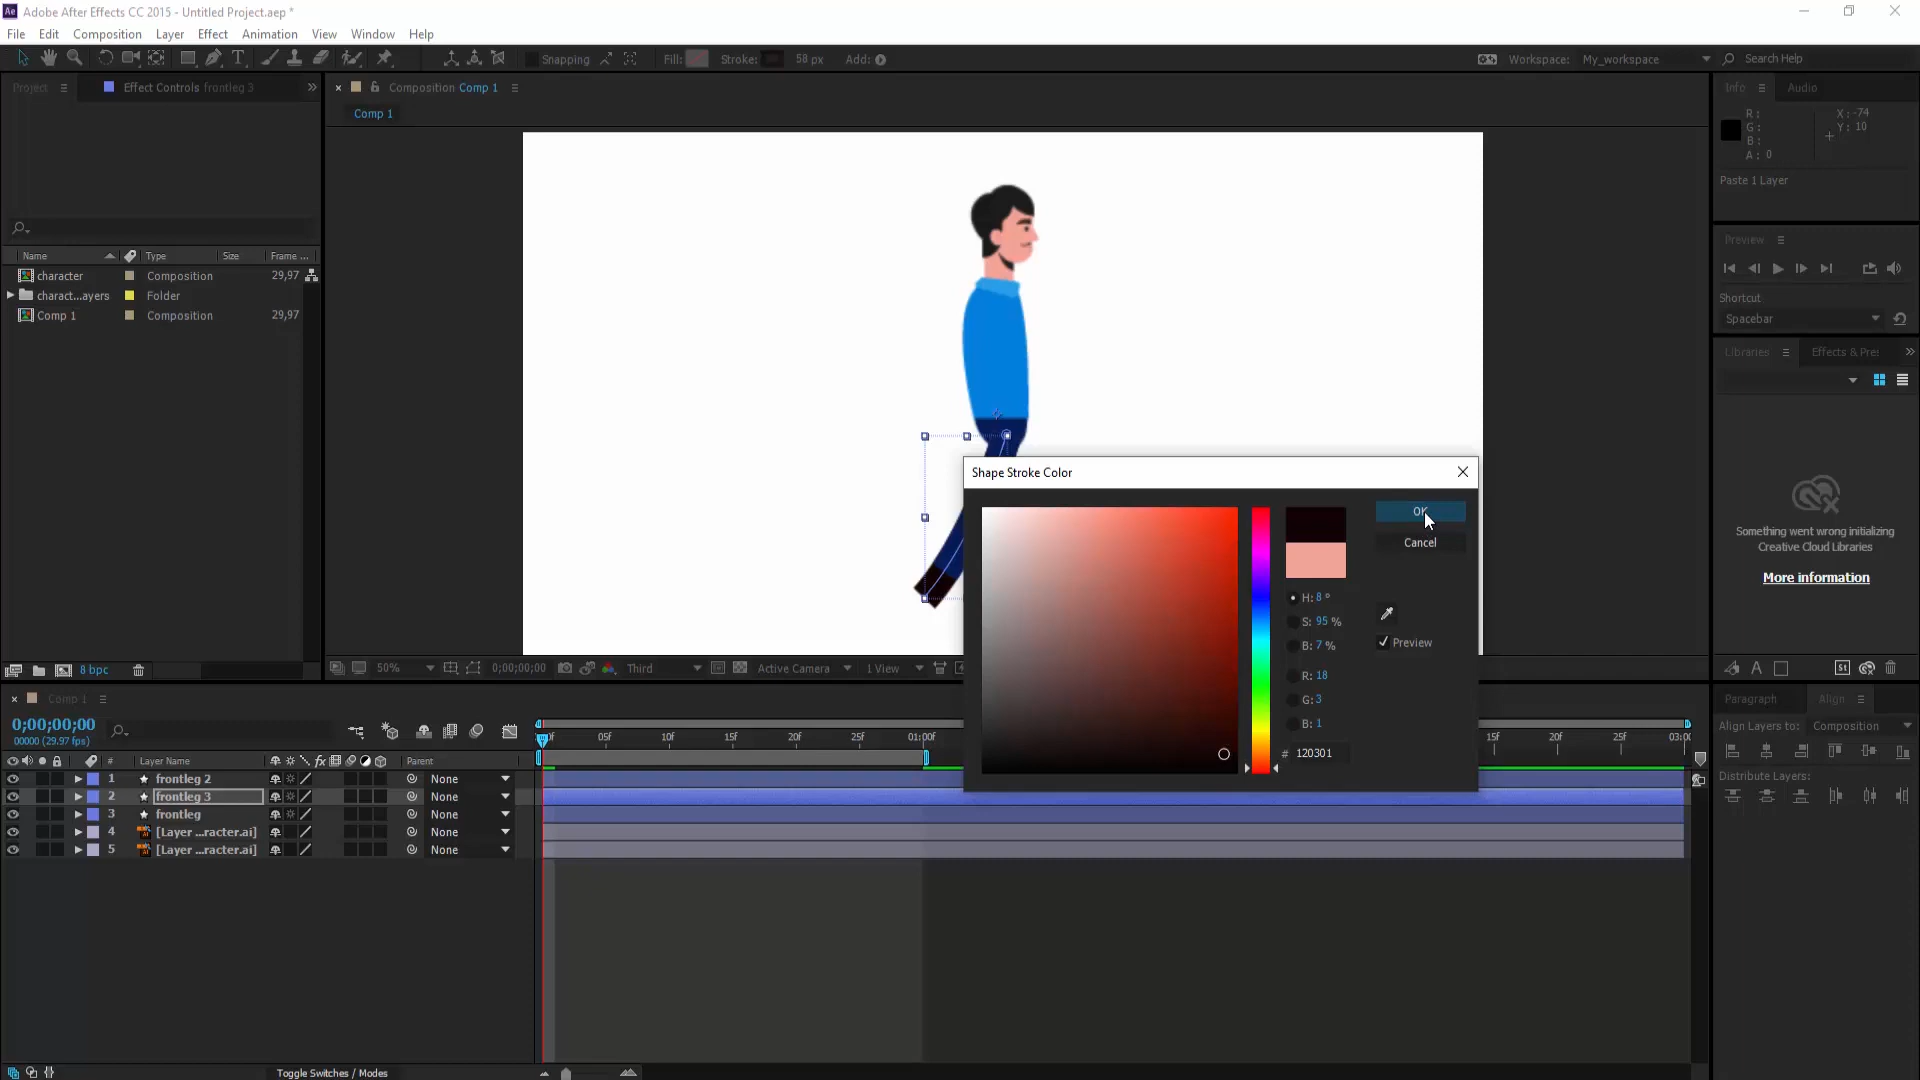 Adobe After Effects CC 2015 - Untitled Project.aep *
File Edit Composition Layer Effect Animation View Window Help
Snapping Fill: Stroke: 58 px Add: Workspace: My_workspace Search Help
Project Effect Controls frontleg 3
Composition Comp 1
Comp 1
Name Type Size Frame ...
character Composition 29,97
charact...ayers Folder
Comp 1 Composition 29,97
8 bpc
Shape Stroke Color
OK
Cancel
H: 8 °
S: 95 %
B: 7 %
Preview
R: 18
G: 3
B: 1
# 120301
50% 0;00;00;00 Third Active Camera 1 View
Info Audio
R: X: -74
G: Y: 10
B:
A: 0
Paste 1 Layer
Preview
Shortcut
Spacebar
Libraries Effects & Pre
Something went wrong initializing
Creative Cloud Libraries
More information
St
Paragraph Align
Align Layers to: Composition
Distribute Layers:
Comp 1
0;00;00;00
00000 (29.97 fps)
05f 10f 15f 20f 25f 01:00f 15f 20f 25f 03:0
# Layer Name fx Parent
1 frontleg 2 None
2 frontleg 3 None
3 frontleg None
4 [Layer ...racter.ai] None
5 [Layer ...racter.ai] None
Toggle Switches / Modes